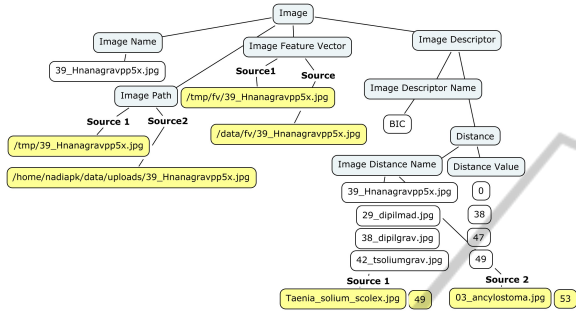 Image
Image Name
Image Feature Vector
Image Descriptor
39_Hnanagravpp5x.jpg
Source1
Source
Image Path
/tmp/fv/39_Hnanagravpp5x.jpg
Image Descriptor Name
Source 1
Source2
/data/fv/39_Hnanagravpp5x.jpg
BIC
/tmp/39_Hnanagravpp5x.jpg
Distance
/home/nadiapk/data/uploads/39_Hnanagravpp5x.jpg
Image Distance Name
Distance Value
39_Hnanagravpp5x.jpg
0
29_dipilmad.jpg
38
38_dipilgrav.jpg
47
42_tsoliumgrav.jpg
49
Source 1
Source 2
Taenia_solium_scolex.jpg
49
03_ancylostoma.jpg
53